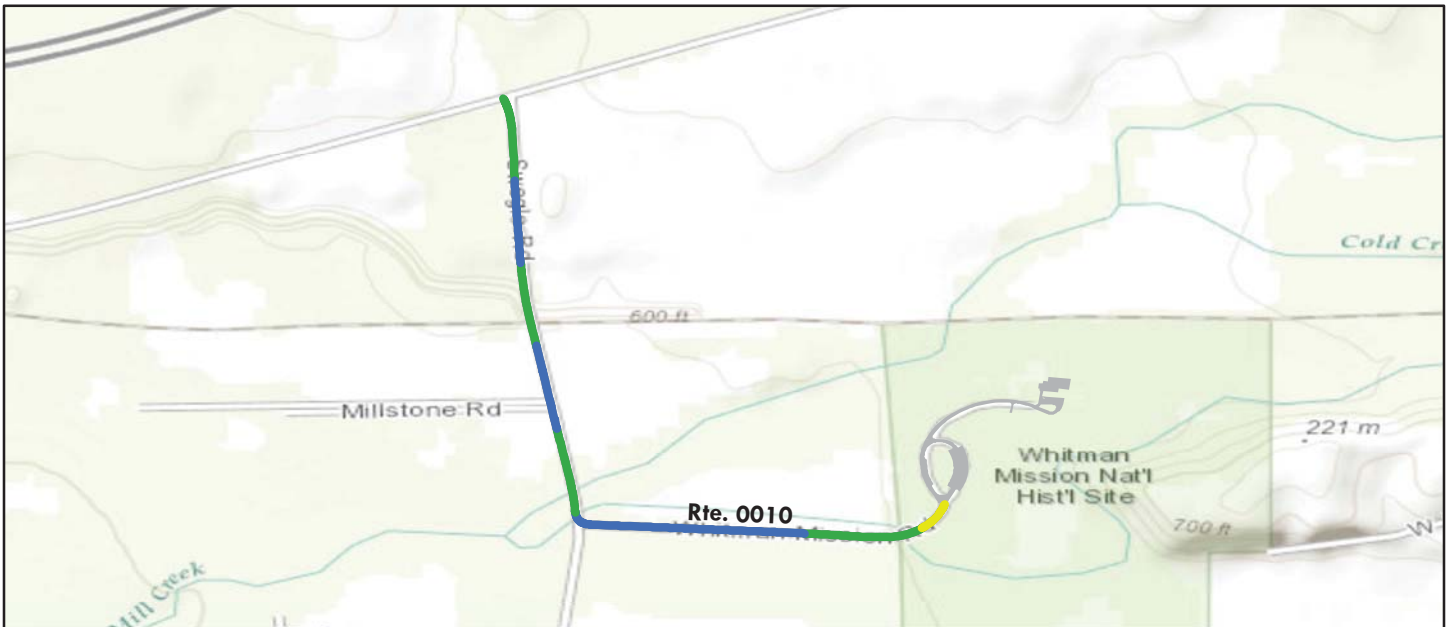 Cold Cr
600 ft
Millstone Rd
221 m
Whitman
Mission Nat'l
Hist'l Site
Rte. 0010
700 ft
W
Mill Creek